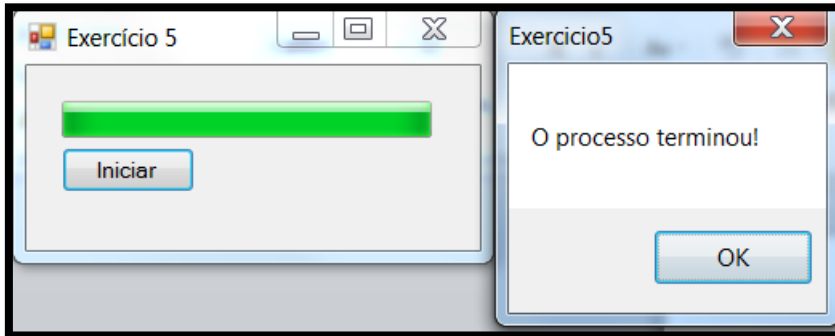 Exercício 5
Iniciar
Exercicio5
O processo terminou!
OK